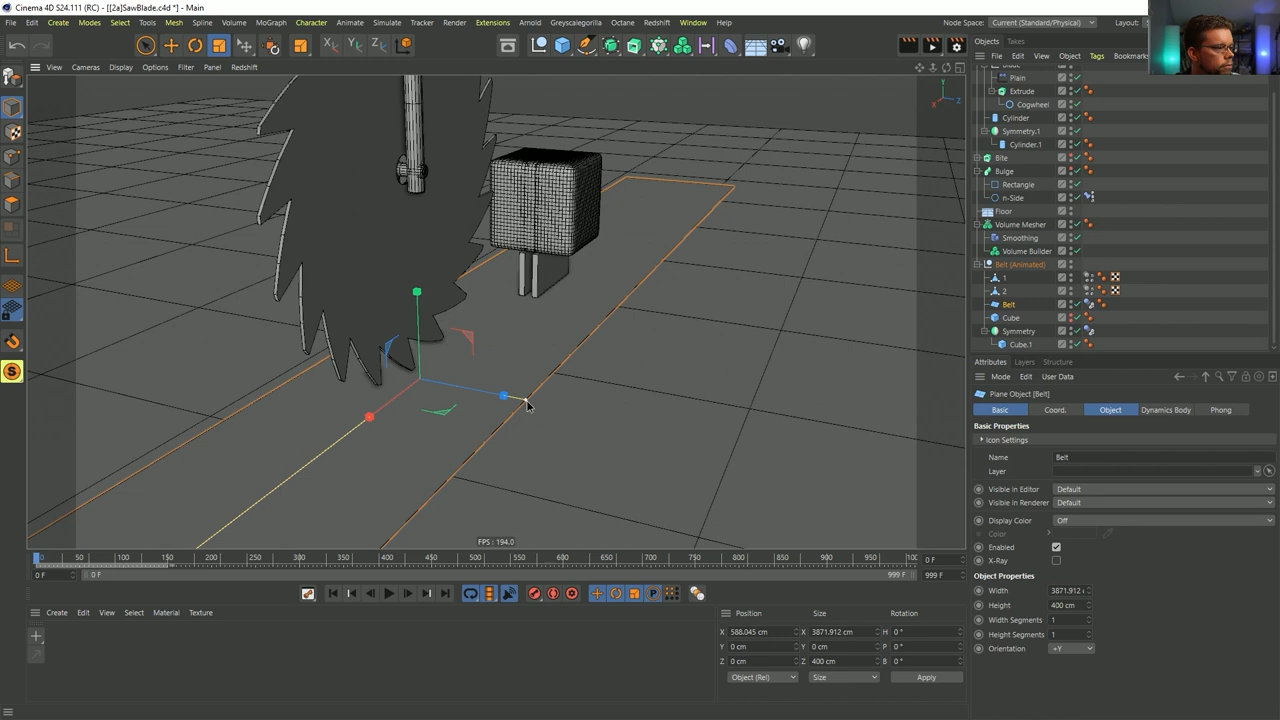 Cinema 4D S24.111 (RC) - [[2a]SawBlade.c4d *] - Main
File Create Modes Select Tools Mesh Spline Volume MoGraph Character Animate Simulate Tracker Render Extensions Arnold Greyscalegorilla Octane Redshift Window Help
Node Space: Current (Standard/Physical) Layout:
View Cameras Display Options Filter Panel Redshift
Objects Takes
File Edit View Object Tags Bookmarks
Plain
Extrude
Cogwheel
Cylinder
Symmetry.1
Cylinder.1
Bite
Bulge
Rectangle
n-Side
Floor
Volume Mesher
Smoothing
Volume Builder
Belt (Animated)
1
2
Belt
Cube
Symmetry
Cube.1
Attributes Layers Structure
Mode Edit User Data
Plane Object [Belt]
Basic Coord. Object Dynamics Body Phong
Basic Properties
Icon Settings
Name Belt
Layer
Visible in Editor Default
Visible in Renderer Default
Display Color Off
Color
Enabled
X-Ray
Object Properties
Width 3871.912
Height 400 cm
Width Segments 1
Height Segments 1
Orientation +Y
Y
X
Z
FPS : 194.0
0 50 100 150 200 250 300 350 400 450 500 550 600 650 700 750 800 850 900 950 0 F
0 F 0 F 999 F 999 F
Create Edit View Select Material Texture
Position Size Rotation
X 588.045 cm X 3871.912 cm H 0 °
Y 0 cm Y 0 cm P 0 °
Z 0 cm Z 400 cm B 0 °
Object (Rel) Size Apply